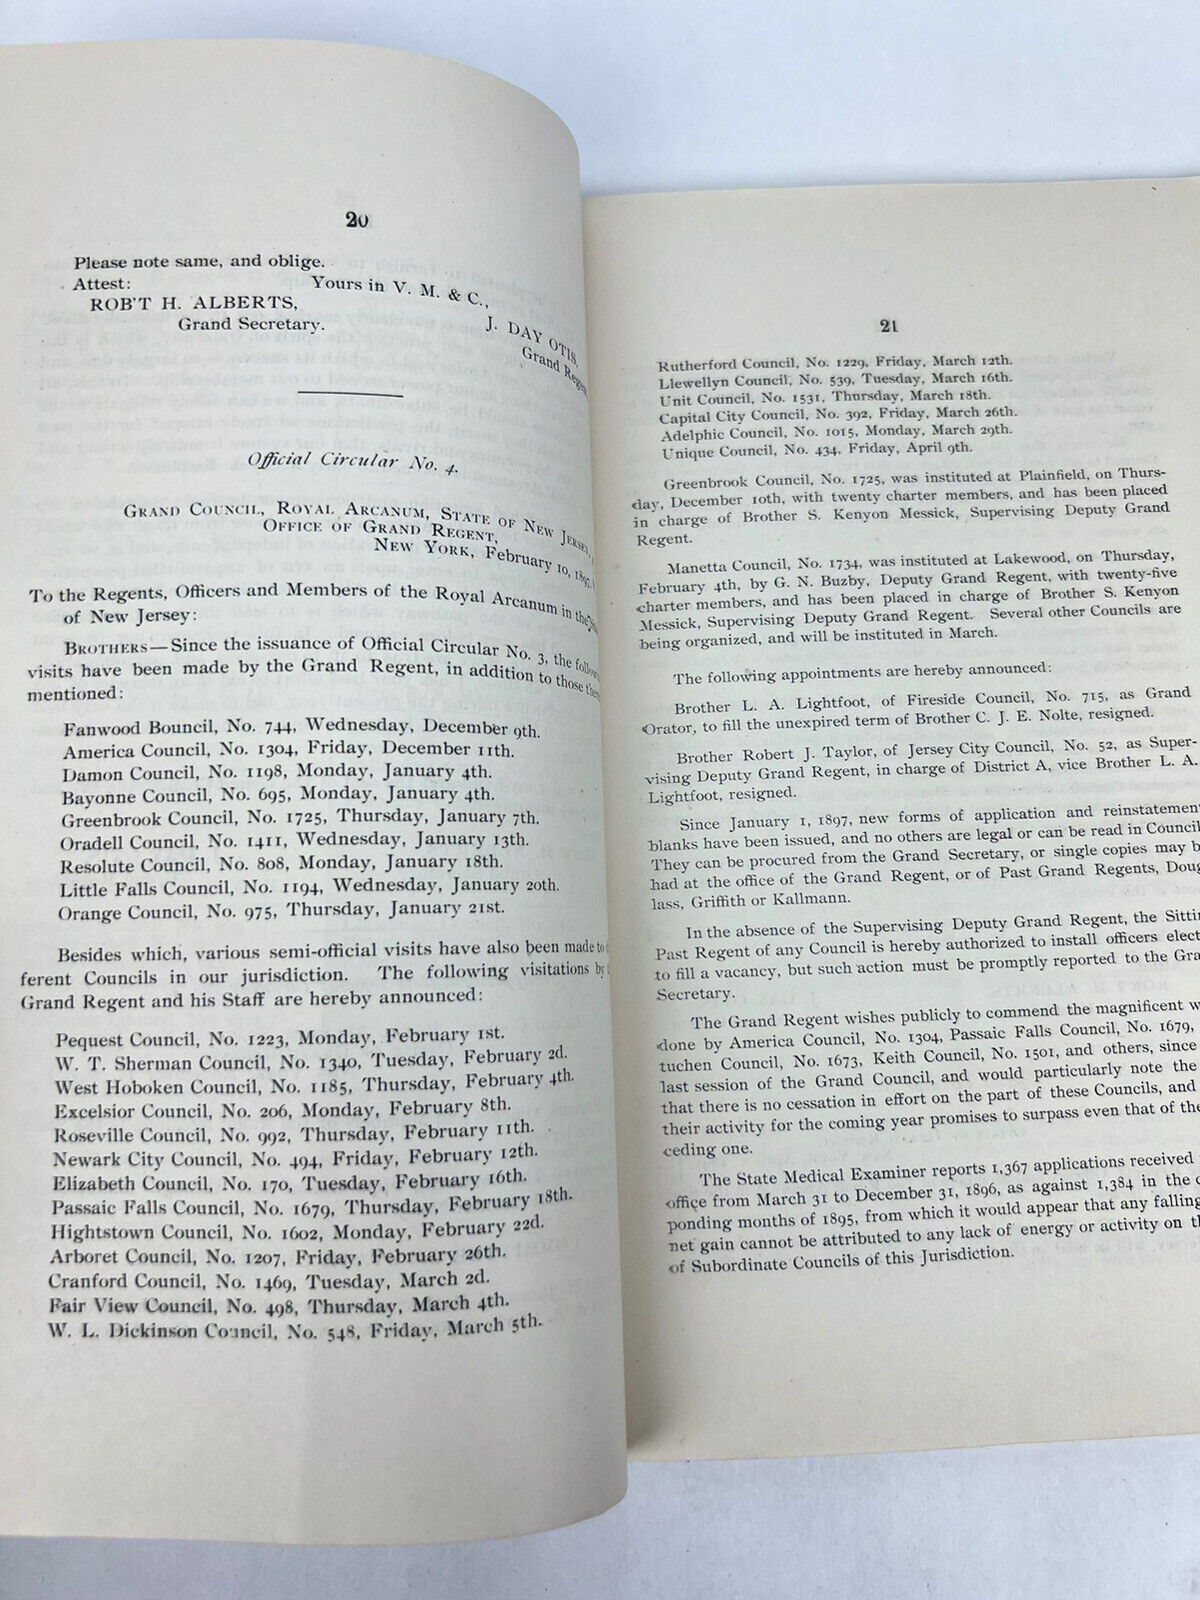 20
Please note same, and oblige.
Attest: Yours in V. M. & C.,
ROB'T H. ALBERTS, J. DAY OTIS,
Grand Secretary. Grand Regent
Official Circular No. 4.
GRAND COUNCIL, ROYAL ARCANUM, STATE OF NEW JERSEY,
OFFICE OF GRAND REGENT,
NEW YORK, February 10, 1897.
To the Regents, Officers and Members of the Royal Arcanum in the
of New Jersey:
BROTHERS—Since the issuance of Official Circular No. 3, the
visits have been made by the Grand Regent, in addition to those
mentioned:
Fanwood Bouncil, No. 744, Wednesday, December 9th.
America Council, No. 1304, Friday, December 11th.
Damon Council, No. 1198, Monday, January 4th.
Bayonne Council, No. 695, Monday, January 4th.
Greenbrook Council, No. 1725, Thursday, January 7th.
Oradell Council, No. 1411, Wednesday, January 13th.
Resolute Council, No. 808, Monday, January 18th.
Little Falls Council, No. 1194, Wednesday, January 20th.
Orange Council, No. 975, Thursday, January 21st.
Besides which, various semi-official visits have also been made to
ferent Councils in our jurisdiction. The following visitations by
Grand Regent and his Staff are hereby announced:
Pequest Council, No. 1223, Monday, February 1st.
W. T. Sherman Council, No. 1340, Tuesday, February 2d.
West Hoboken Council, No. 1185, Thursday, February 4th.
Excelsior Council, No. 206, Monday, February 8th.
Roseville Council, No. 992, Thursday, February 11th.
Newark City Council, No. 494, Friday, February 12th.
Elizabeth Council, No. 170, Tuesday, February 16th.
Passaic Falls Council, No. 1679, Thursday, February 18th.
Hightstown Council, No. 1602, Monday, February 22d.
Arboret Council, No. 1207, Friday, February 26th.
Cranford Council, No. 1469, Tuesday, March 2d.
Fair View Council, No. 498, Thursday, March 4th.
W. L. Dickinson Council, No. 548, Friday, March 5th.
21
Rutherford Council, No. 1229, Friday, March 12th.
Llewellyn Council, No. 539, Tuesday, March 16th.
Unit Council, No. 1531, Thursday, March 18th.
Capital City Council, No. 392, Friday, March 26th.
Adelphic Council, No. 1015, Monday, March 29th.
Unique Council, No. 434, Friday, April 9th.
Greenbrook Council, No. 1725, was instituted at Plainfield, on Thurs-
day, December 10th, with twenty charter members, and has been placed
in charge of Brother S. Kenyon Messick, Supervising Deputy Grand
Regent.
Manetta Council, No. 1734, was instituted at Lakewood, on Thursday,
February 4th, by G. N. Buzby, Deputy Grand Regent, with twenty-five
charter members, and has been placed in charge of Brother S. Kenyon
Messick, Supervising Deputy Grand Regent. Several other Councils are
being organized, and will be instituted in March.
The following appointments are hereby announced:
Brother L. A. Lightfoot, of Fireside Council, No. 715, as Grand
Orator, to fill the unexpired term of Brother C. J. E. Nolte, resigned.
Brother Robert J. Taylor, of Jersey City Council, No. 52, as Super-
vising Deputy Grand Regent, in charge of District A, vice Brother L. A.
Lightfoot, resigned.
Since January 1, 1897, new forms of application and reinstatement
blanks have been issued, and no others are legal or can be read in Council
They can be procured from the Grand Secretary, or single copies may b
had at the office of the Grand Regent, or of Past Grand Regents, Doug
lass, Griffith or Kallmann.
In the absence of the Supervising Deputy Grand Regent, the Sittin
Past Regent of any Council is hereby authorized to install officers elect
to fill a vacancy, but such action must be promptly reported to the Gra
Secretary.
The Grand Regent wishes publicly to commend the magnificent w
done by America Council, No. 1304, Passaic Falls Council, No. 1679,
tuchen Council, No. 1673, Keith Council, No. 1501, and others, since
last session of the Grand Council, and would particularly note the
that there is no cessation in effort on the part of these Councils, and
their activity for the coming year promises to surpass even that of the
ceding one.
The State Medical Examiner reports 1,367 applications received
office from March 31 to December 31, 1896, as against 1,384 in the c
ponding months of 1895, from which it would appear that any falling
net gain cannot be attributed to any lack of energy or activity on t
of Subordinate Councils of this Jurisdiction.